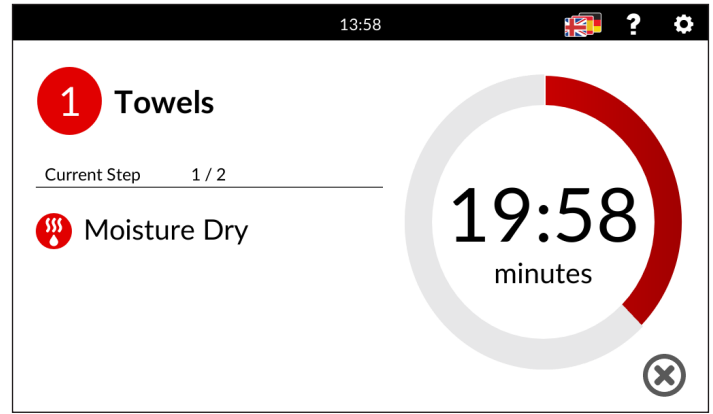 13:58
?
1 Towels
Current Step 1 / 2
Moisture Dry
19:58
minutes